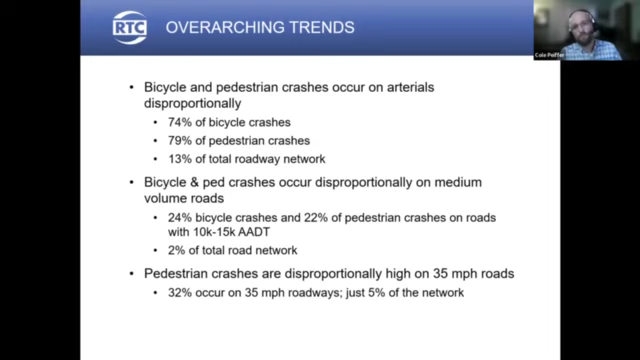 RTC
OVERARCHING TRENDS
Cole Peiffer
• Bicycle and pedestrian crashes occur on arterials
disproportionally
• 74% of bicycle crashes
• 79% of pedestrian crashes
• 13% of total roadway network
• Bicycle & ped crashes occur disproportionally on medium
volume roads
• 24% bicycle crashes and 22% of pedestrian crashes on roads
with 10k-15k AADT
• 2% of total road network
• Pedestrian crashes are disproportionally high on 35 mph roads
• 32% occur on 35 mph roadways; just 5% of the network